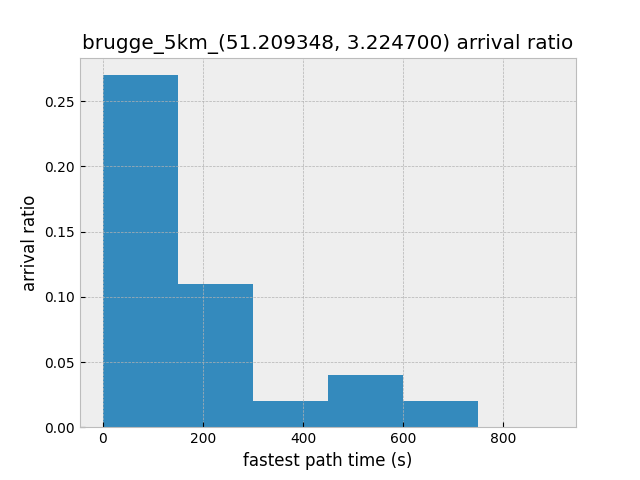 brugge_5km_(51.209348, 3.224700) arrival ratio
0.25
0.20
0.15
0.10
0.05
0.00
arrival ratio
0 200 400 600 800
fastest path time (s)